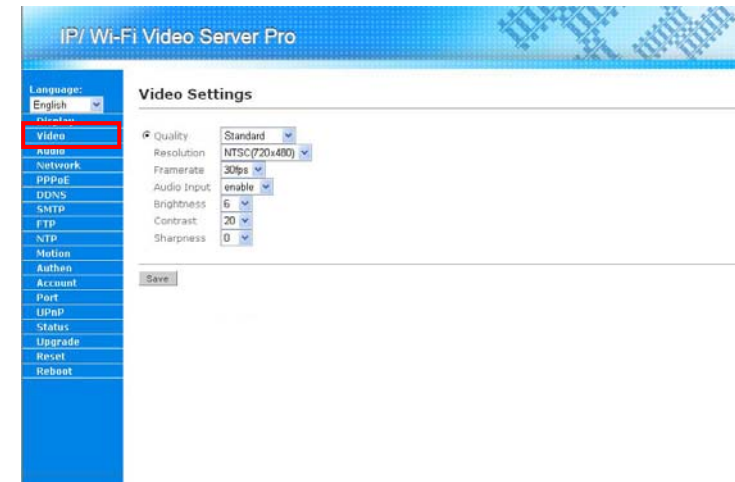 IP/ Wi-Fi Video Server Pro
Language:
English
Display
Video
Audio
Network
PPPoE
DDNS
SMTP
FTP
NTP
Motion
Authen
Account
Port
UPnP
Status
Upgrade
Reset
Reboot
Video Settings
Quality Standard
Resolution NTSC(720x480)
Framerate 30fps
Audio Input enable
Brightness 6
Contrast 20
Sharpness 0
Save